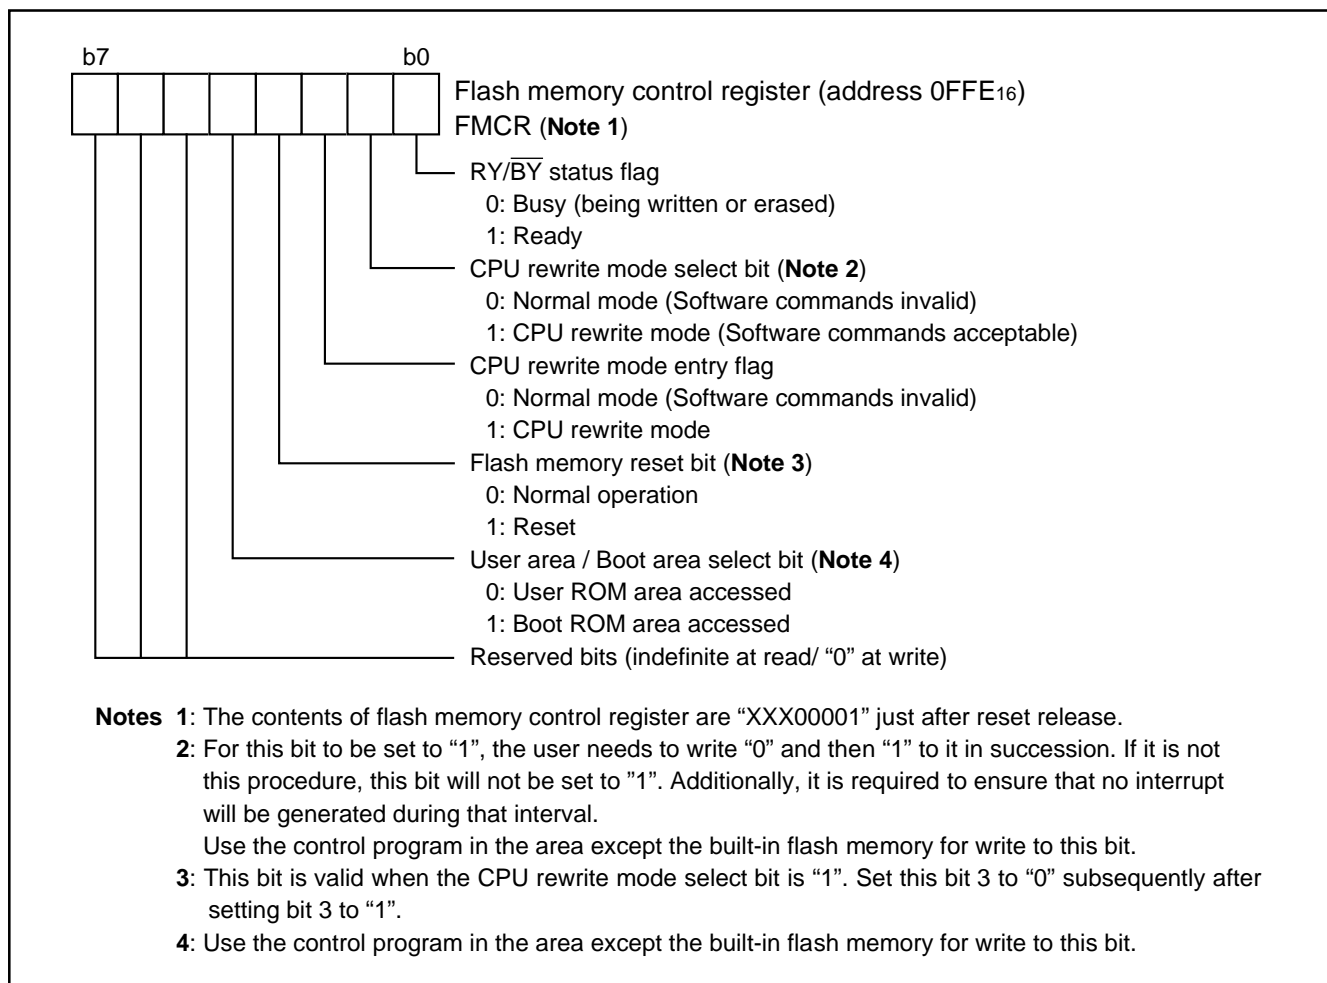 b7 b0
Flash memory control register (address 0FFE16)
FMCR (Note 1)
RY/B̅Y̅ status flag
0: Busy (being written or erased)
1: Ready
CPU rewrite mode select bit (Note 2)
0: Normal mode (Software commands invalid)
1: CPU rewrite mode (Software commands acceptable)
CPU rewrite mode entry flag
0: Normal mode (Software commands invalid)
1: CPU rewrite mode
Flash memory reset bit (Note 3)
0: Normal operation
1: Reset
User area / Boot area select bit (Note 4)
0: User ROM area accessed
1: Boot ROM area accessed
Reserved bits (indefinite at read/ “0” at write)
Notes 1: The contents of flash memory control register are “XXX00001” just after reset release.
2: For this bit to be set to “1”, the user needs to write “0” and then “1” to it in succession. If it is not
this procedure, this bit will not be set to ”1”. Additionally, it is required to ensure that no interrupt
will be generated during that interval.
Use the control program in the area except the built-in flash memory for write to this bit.
3: This bit is valid when the CPU rewrite mode select bit is “1”. Set this bit 3 to “0” subsequently after
setting bit 3 to “1”.
4: Use the control program in the area except the built-in flash memory for write to this bit.